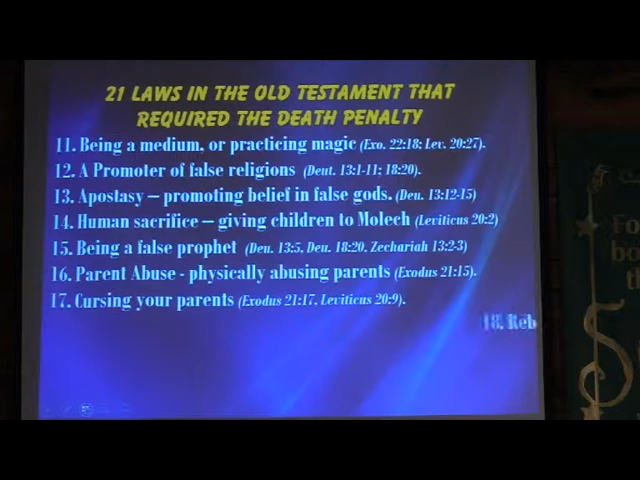 21 LAWS IN THE OLD TESTAMENT THAT
REQUIRED THE DEATH PENALTY
11. Being a medium, or practicing magic (Exo. 22:18; Lev. 20:27).
12. A Promoter of false religions (Deut. 13:1-11; 18:20).
13. Apostasy – promoting belief in false gods. (Deu. 13:12-15)
14. Human sacrifice – giving children to Molech (Leviticus 20:2)
15. Being a false prophet (Deu. 13:5, Deu. 18:20, Zechariah 13:2-3)
16. Parent Abuse - physically abusing parents (Exodus 21:15).
17. Cursing your parents (Exodus 21:17, Leviticus 20:9).
18. Reb